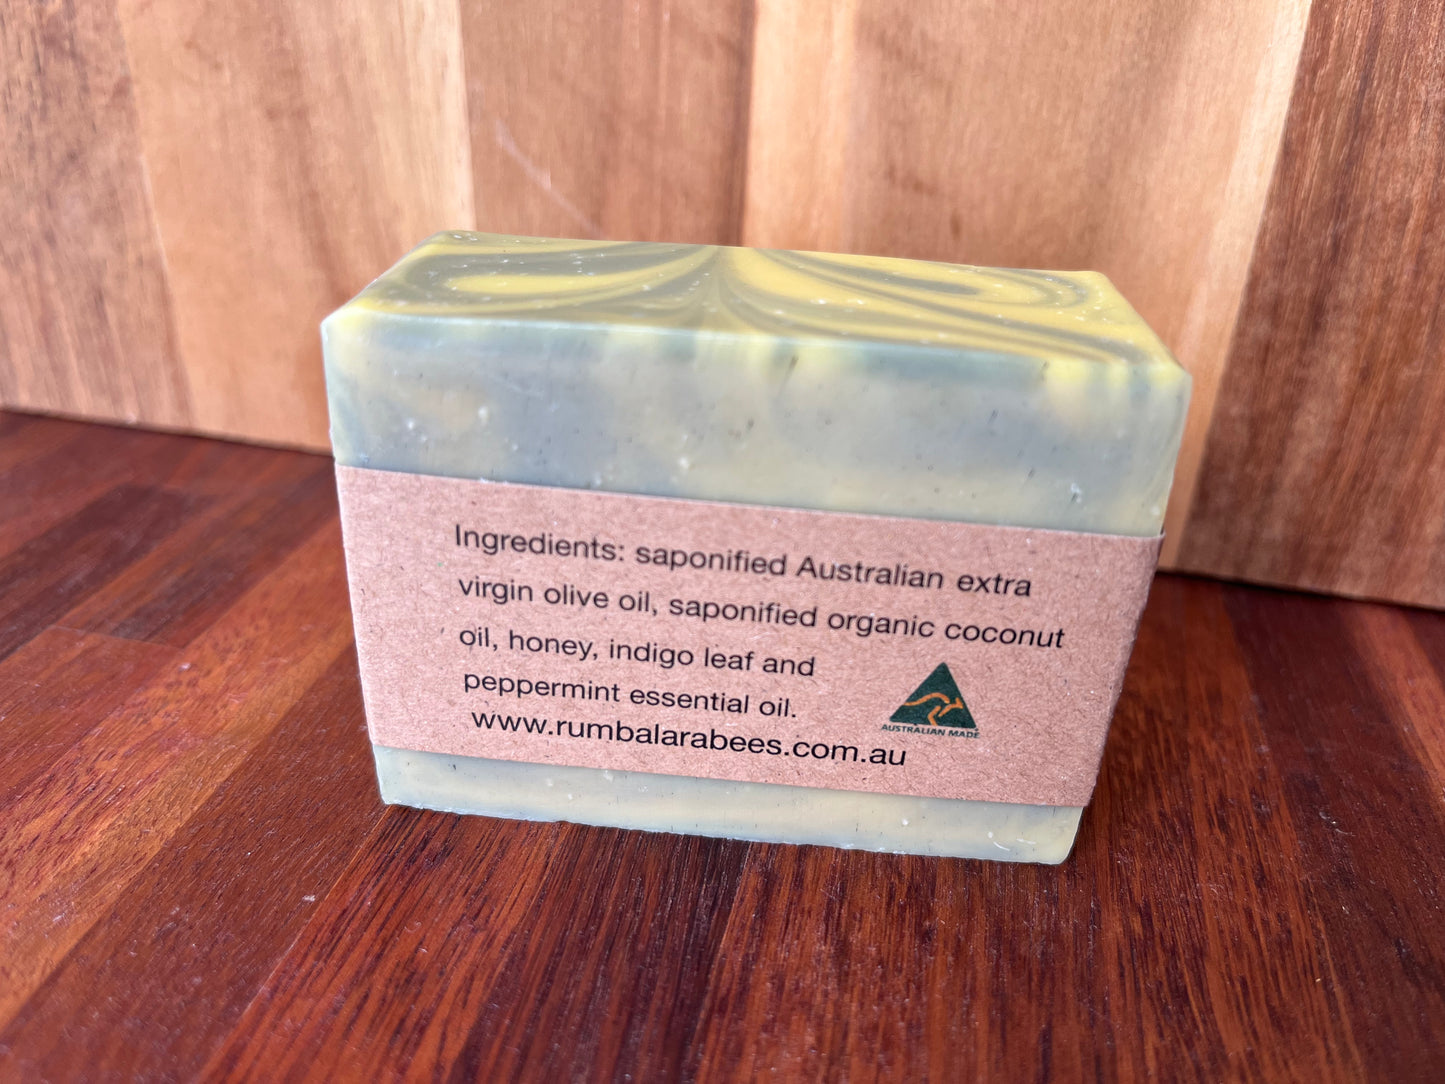 Ingredients: saponified Australian extra
virgin olive oil, saponified organic coconut
oil, honey, indigo leaf and
peppermint essential oil.
www.rumbalarabees.com.au
AUSTRALIAN MADE